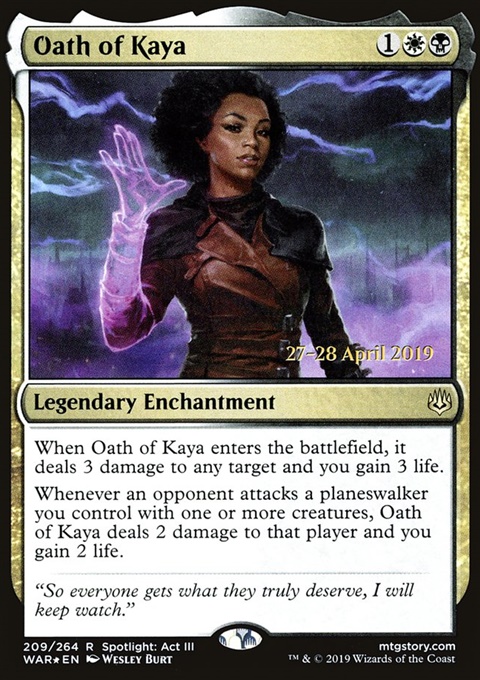 Oath of Kaya 1
27–28 April 2019
Legendary Enchantment
When Oath of Kaya enters the battlefield, it
deals 3 damage to any target and you gain 3 life.
Whenever an opponent attacks a planeswalker
you control with one or more creatures, Oath
of Kaya deals 2 damage to that player and you
gain 2 life.
“So everyone gets what they truly deserve, I will
keep watch.”
209/264 R Spotlight: Act III
WAR★EN Wesley Burt
mtgstory.com
™ & © 2019 Wizards of the Coast